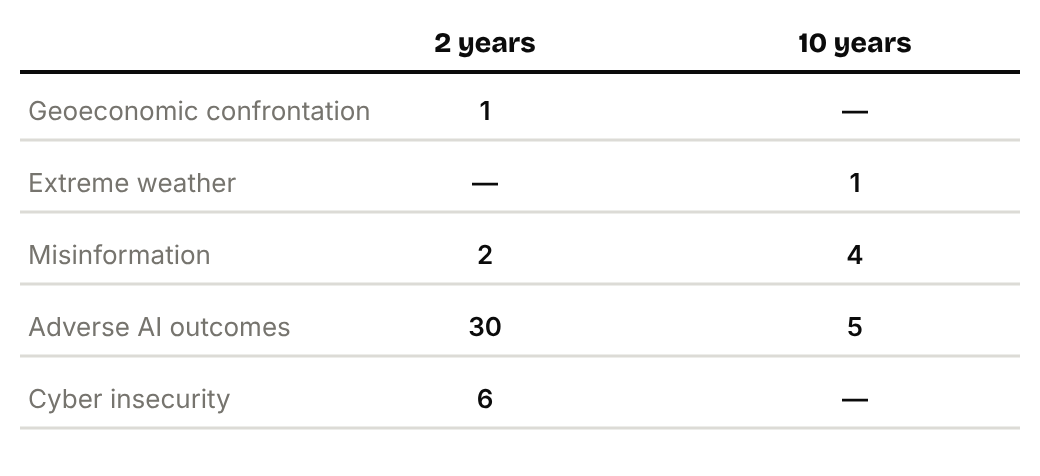 2 years 10 years
Geoeconomic confrontation 1 —
Extreme weather — 1
Misinformation 2 4
Adverse AI outcomes 30 5
Cyber insecurity 6 —